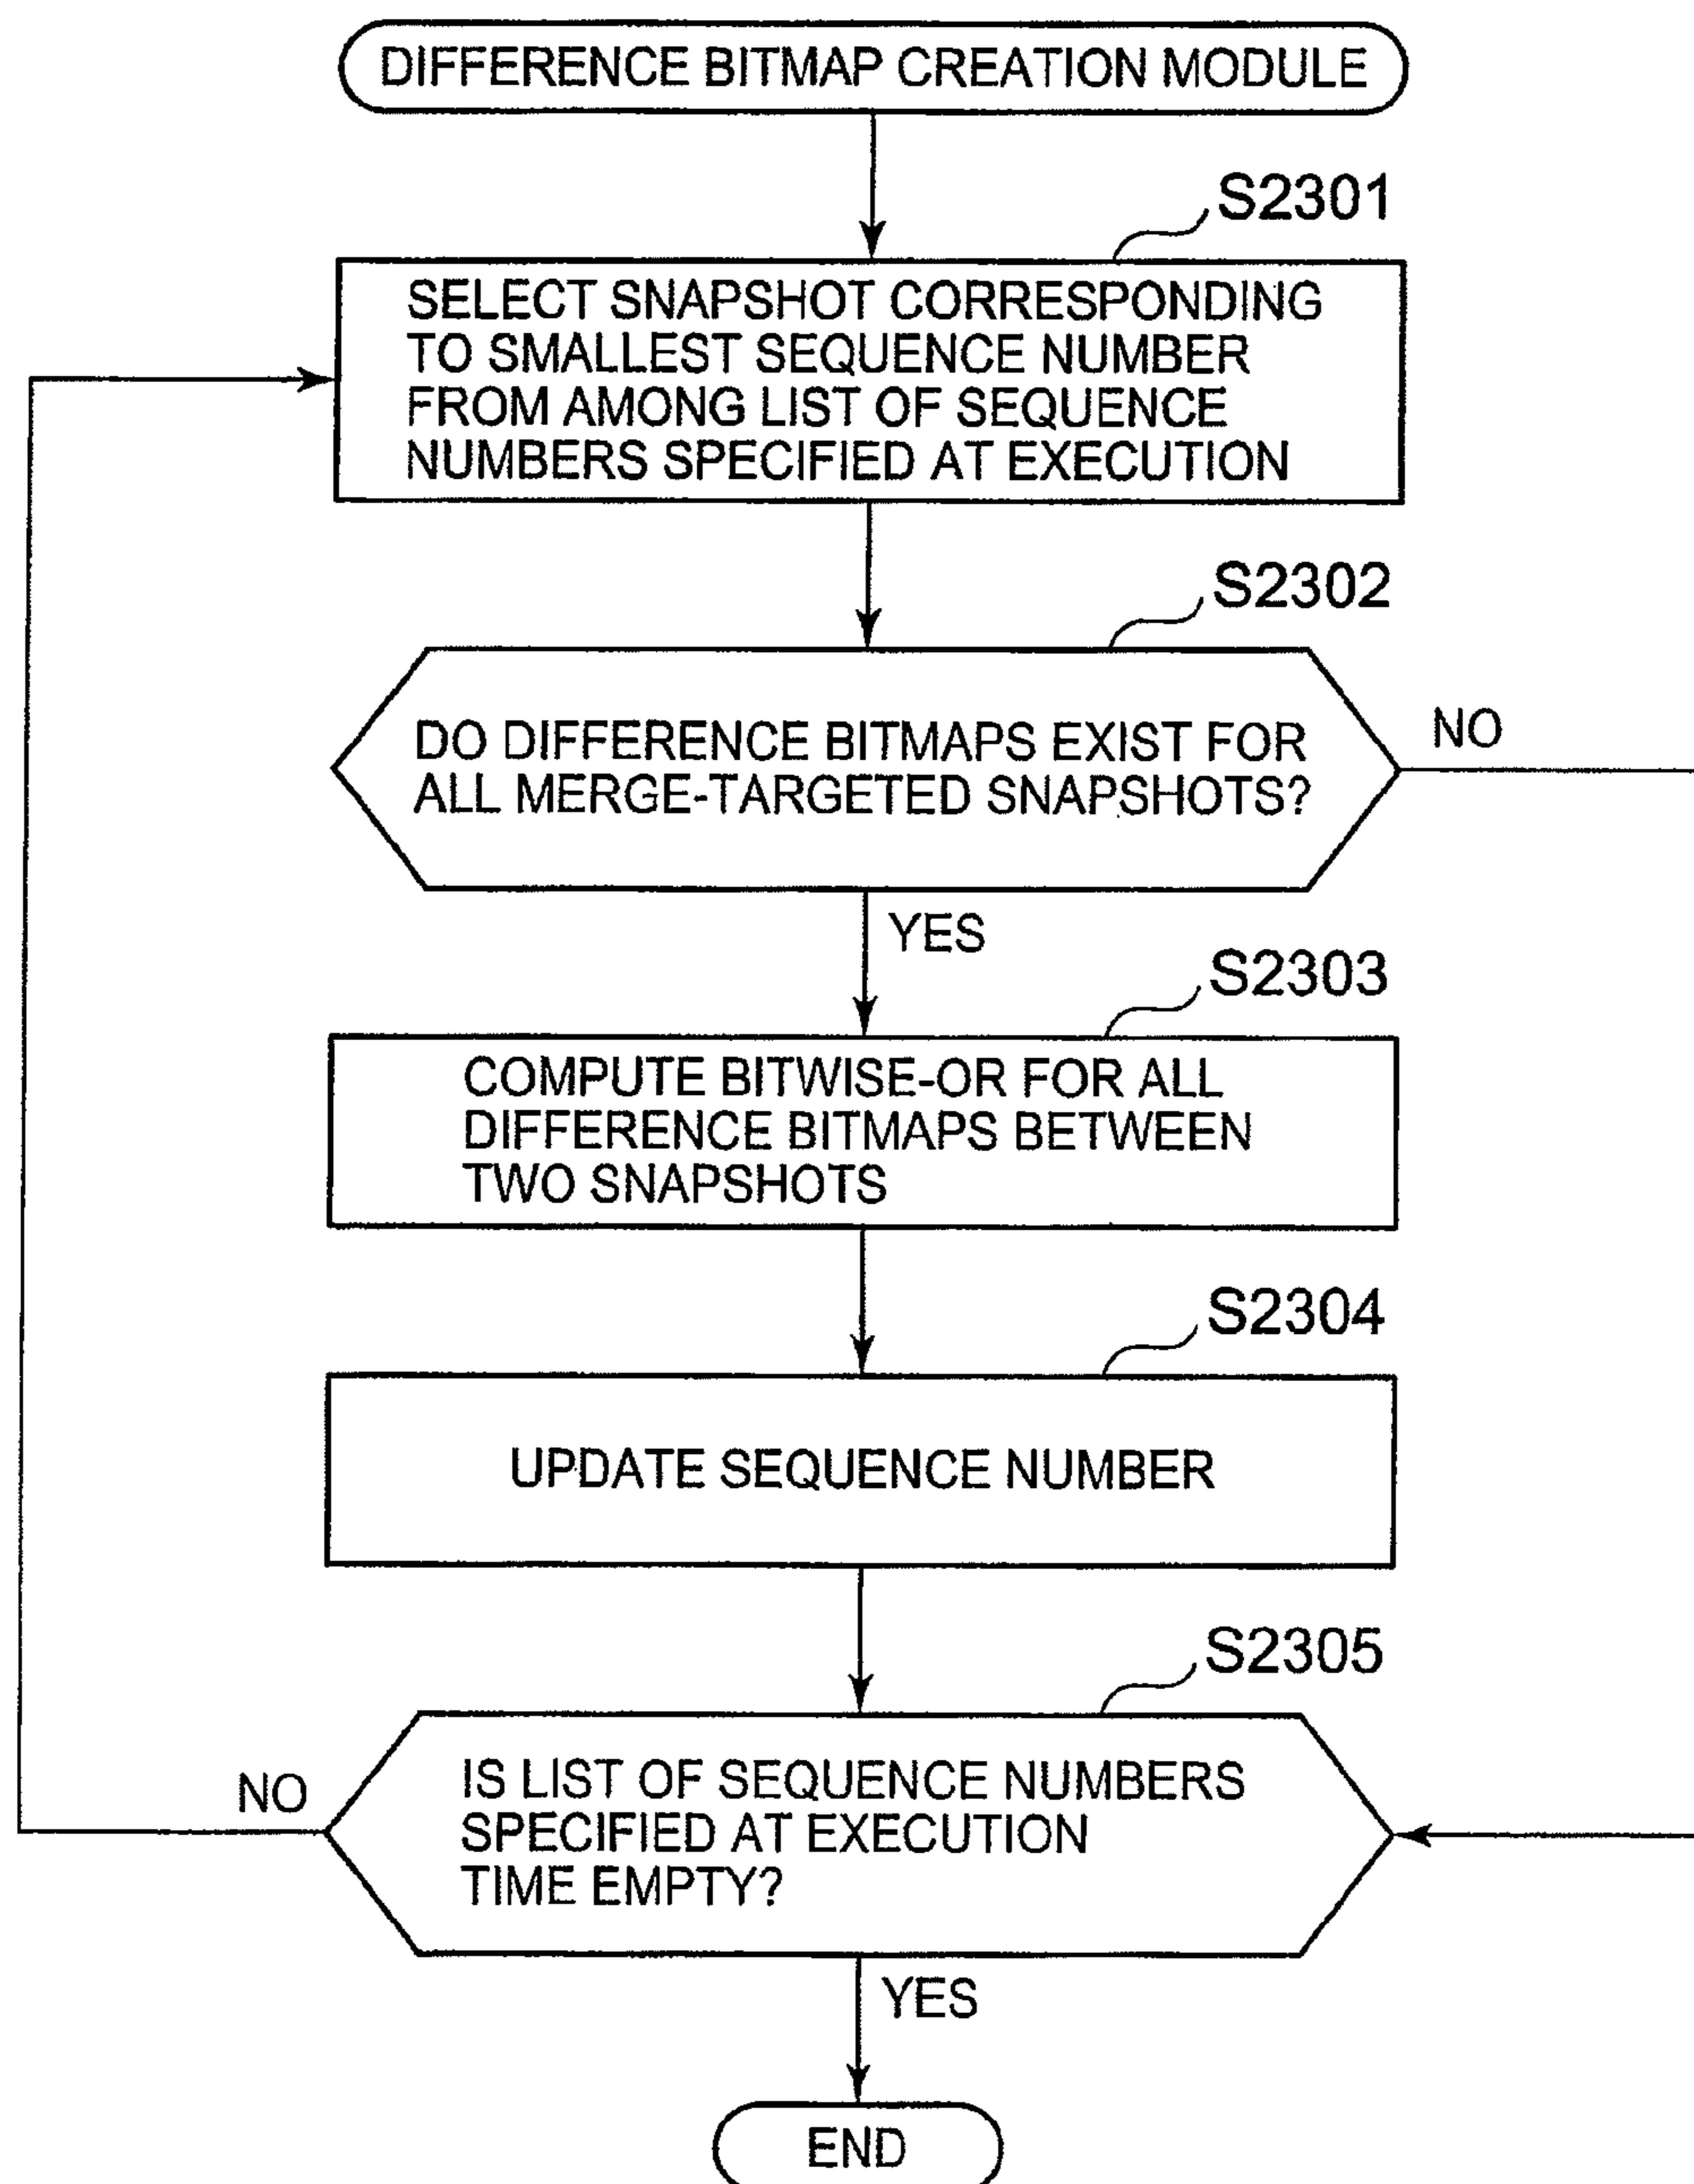 DIFFERENCE BITMAP CREATION MODULE
S2301
SELECT SNAPSHOT CORRESPONDING
TO SMALLEST SEQUENCE NUMBER
FROM AMONG LIST OF SEQUENCE
NUMBERS SPECIFIED AT EXECUTION
S2302
DO DIFFERENCE BITMAPS EXIST FOR
ALL MERGE-TARGETED SNAPSHOTS?
NO
YES
S2303
COMPUTE BITWISE-OR FOR ALL
DIFFERENCE BITMAPS BETWEEN
TWO SNAPSHOTS
S2304
UPDATE SEQUENCE NUMBER
S2305
NO
IS LIST OF SEQUENCE NUMBERS
SPECIFIED AT EXECUTION
TIME EMPTY?
YES
END